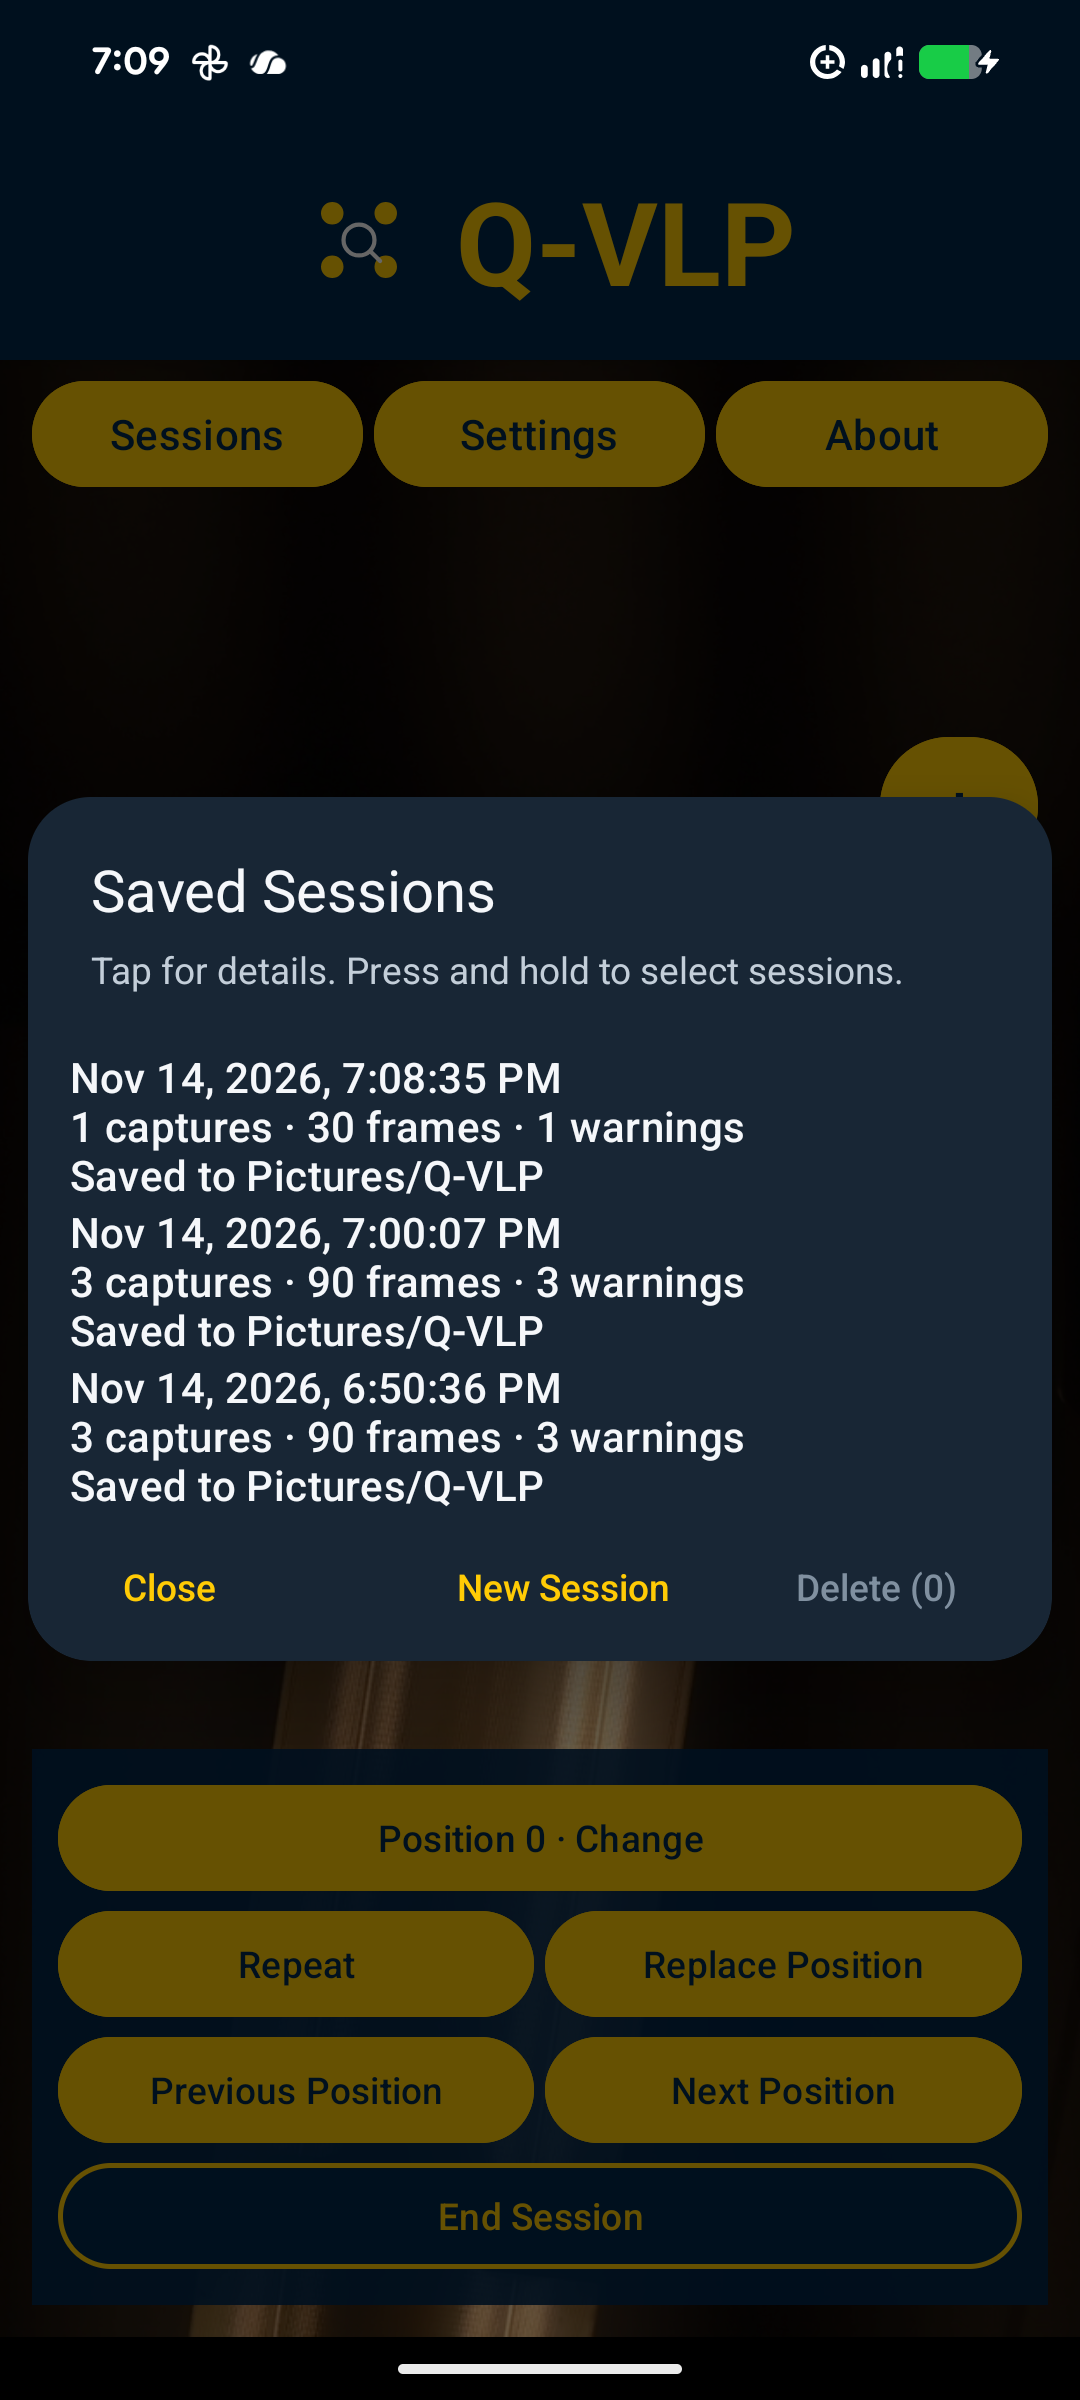 7:09
Q-VLP
Sessions Settings About
Saved Sessions
Tap for details. Press and hold to select sessions.
Nov 14, 2026, 7:08:35 PM
1 captures · 30 frames · 1 warnings
Saved to Pictures/Q-VLP
Nov 14, 2026, 7:00:07 PM
3 captures · 90 frames · 3 warnings
Saved to Pictures/Q-VLP
Nov 14, 2026, 6:50:36 PM
3 captures · 90 frames · 3 warnings
Saved to Pictures/Q-VLP
Close New Session Delete (0)
Position 0 · Change
Repeat Replace Position
Previous Position Next Position
End Session